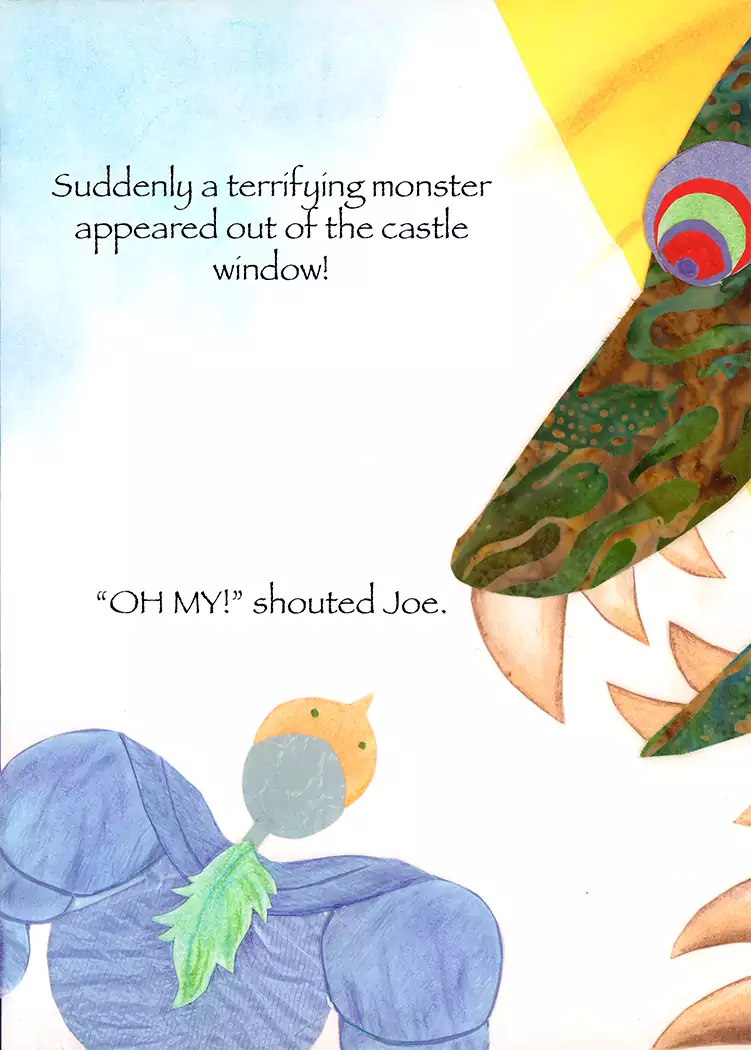 Suddenly a terrifying monster
appeared out of the castle
window!
“OH MY!” shouted Joe.